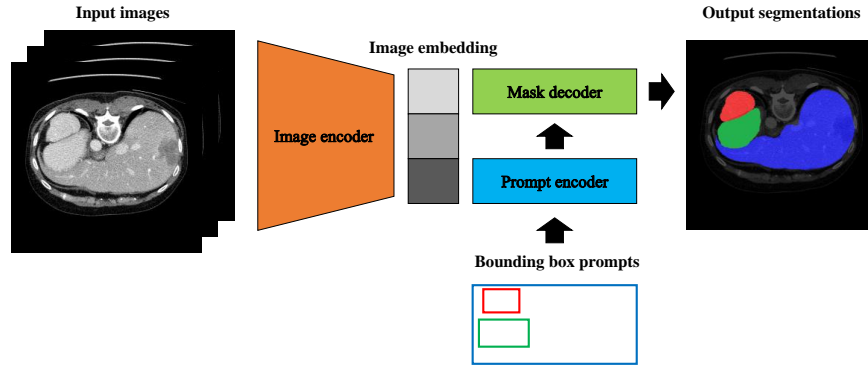 Input images
Output segmentations
Image embedding
Image encoder
Mask decoder
Prompt encoder
Bounding box prompts